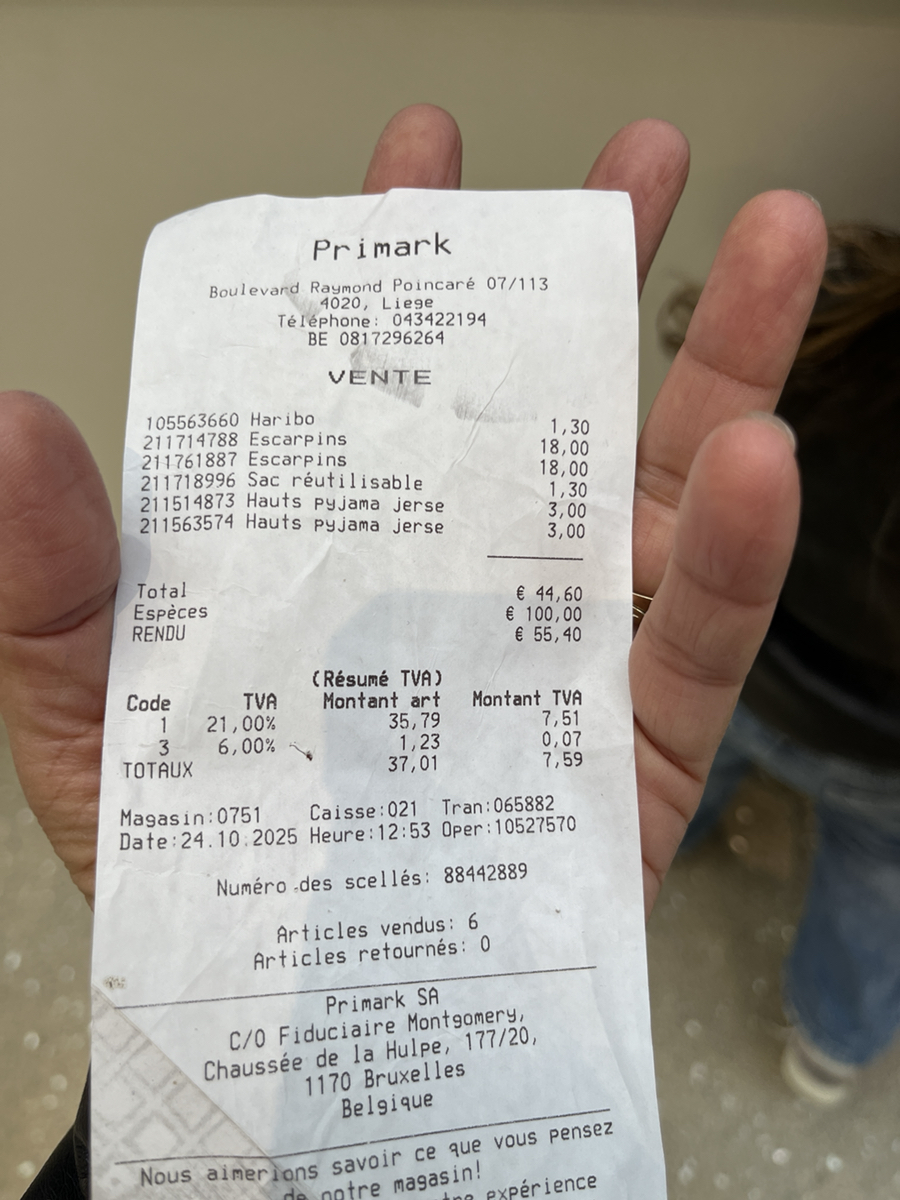 Primark
Boulevard Raymond Poincaré 07/113
4020, Liege
Téléphone: 043422194
BE 0817296264
VENTE
105563660 Haribo 1,30
211714788 Escarpins 18,00
211761887 Escarpins 18,00
211718996 Sac réutilisable 1,30
211514873 Hauts pyjama jerse 3,00
211563574 Hauts pyjama jerse 3,00
Total € 44,60
Espèces € 100,00
RENDU € 55,40
(Résumé TVA)
Code TVA Montant art Montant TVA
1 21,00% 35,79 7,51
3 6,00% 1,23 0,07
TOTAUX 37,01 7,59
Magasin:0751 Caisse:021 Tran:065882
Date:24.10.2025 Heure:12:53 Oper:10527570
Numéro des scellés: 88442889
Articles vendus: 6
Articles retournés: 0
Primark SA
C/O Fiduciaire Montgomery,
Chaussée de la Hulpe, 177/20,
1170 Bruxelles
Belgique
Nous aimerions savoir ce que vous pensez
de notre magasin!
expérience